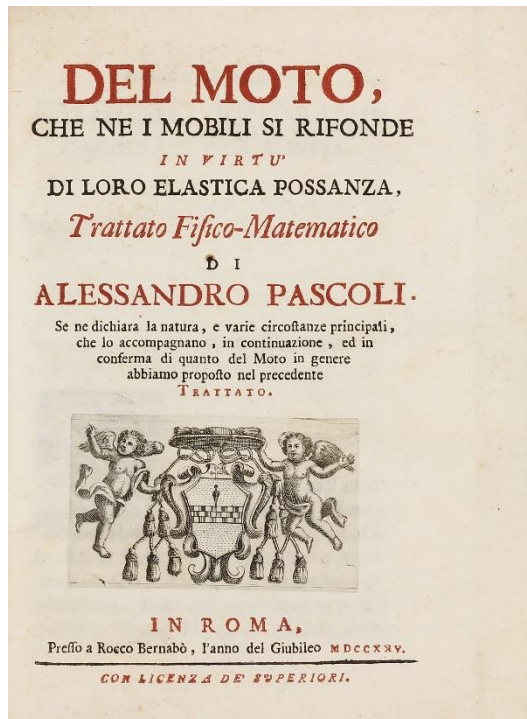 DEL MOTO,
CHE NE I MOBILI SI RIFONDE
IN VIRTU'
DI LORO ELASTICA POSSANZA,
Trattato Fiſico-Matematico
DI
ALESSANDRO PASCOLI.
Se ne dichiara la natura, e varie circoſtanze principali,
che lo accompagnano, in continuazione, ed in
conferma di quanto del Moto in genere
abbiamo propoſto nel precedente
TRATTATO.
IN ROMA,
Preſſo a Rocco Bernabò, l'anno del Giubileo MDCCXXV.
CON LICENZA DE' SUPERIORI.